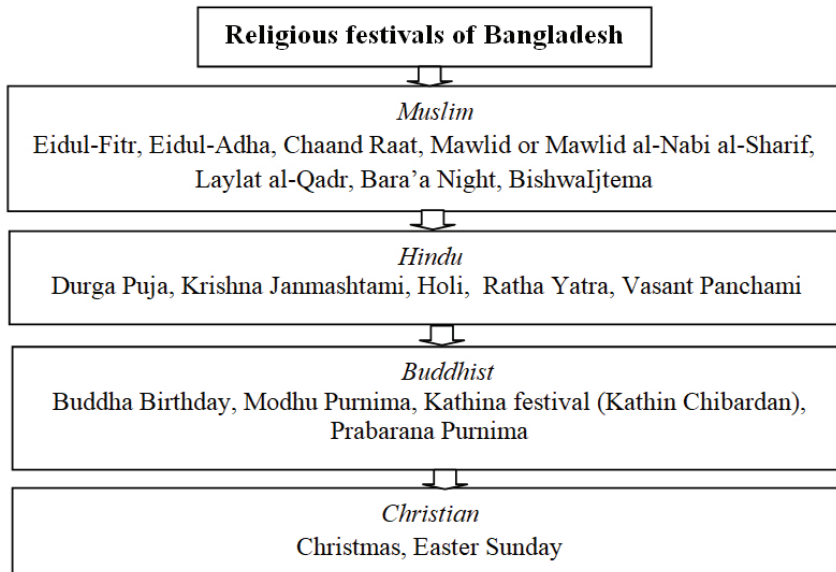 Religious festivals of Bangladesh
Muslim
Eidul-Fitr, Eidul-Adha, Chaand Raat, Mawlid or Mawlid al-Nabi al-Sharif,
Laylat al-Qadr, Bara’a Night, BishwaIjtema
Hindu
Durga Puja, Krishna Janmashtami, Holi, Ratha Yatra, Vasant Panchami
Buddhist
Buddha Birthday, Modhu Purnima, Kathina festival (Kathin Chibardan),
Prabarana Purnima
Christian
Christmas, Easter Sunday